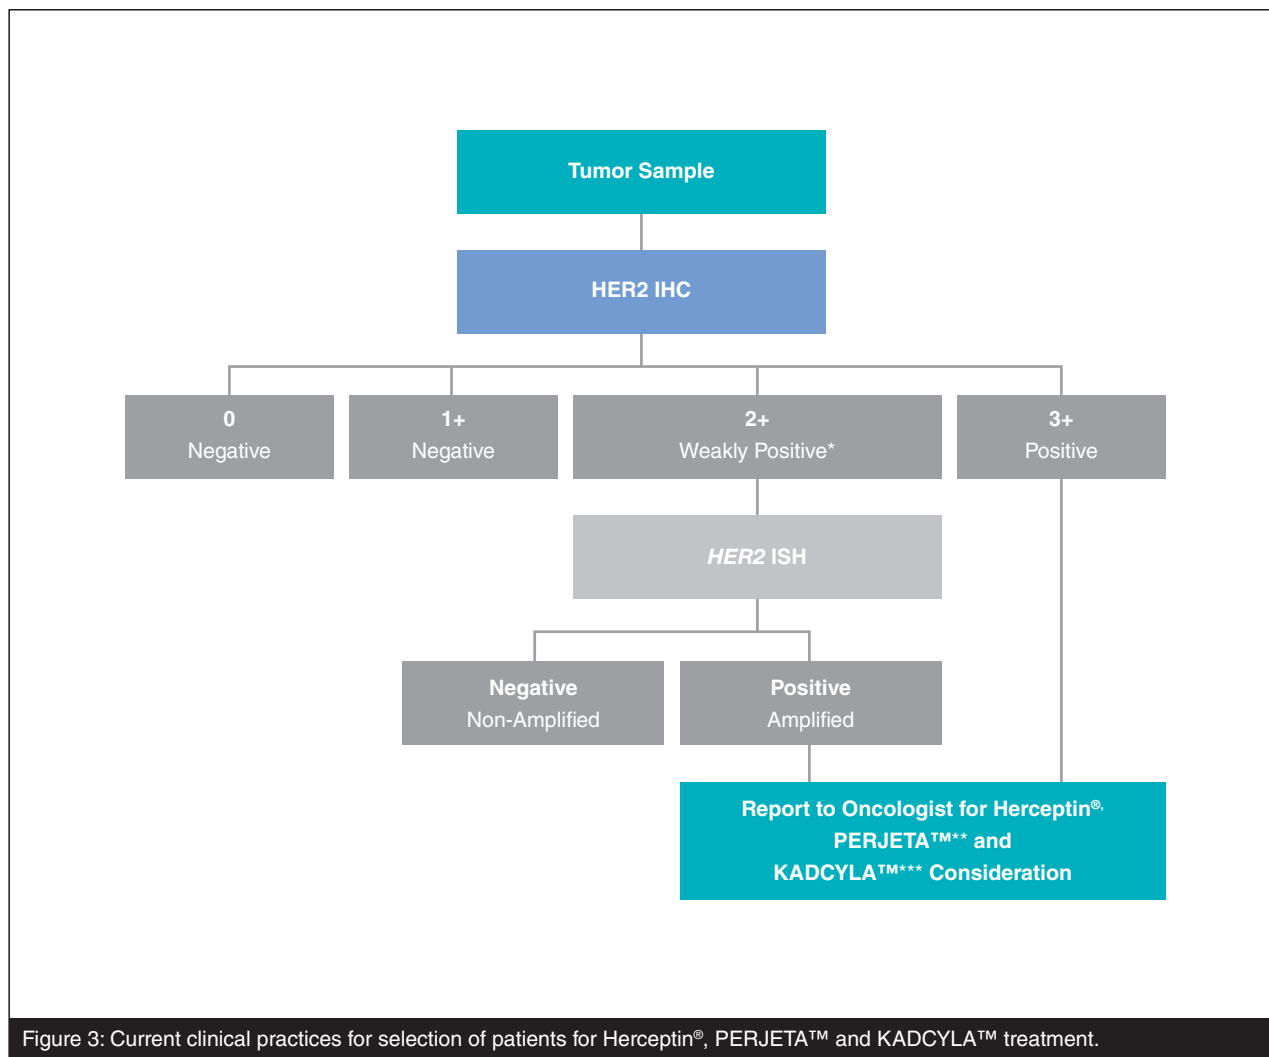 Tumor Sample
HER2 IHC
0
Negative
1+
Negative
2+
Weakly Positive*
3+
Positive
HER2 ISH
Negative
Non-Amplified
Positive
Amplified
Report to Oncologist for Herceptin®,
PERJETA™** and
KADCYLA™*** Consideration
Figure 3: Current clinical practices for selection of patients for Herceptin®, PERJETA™ and KADCYLA™ treatment.